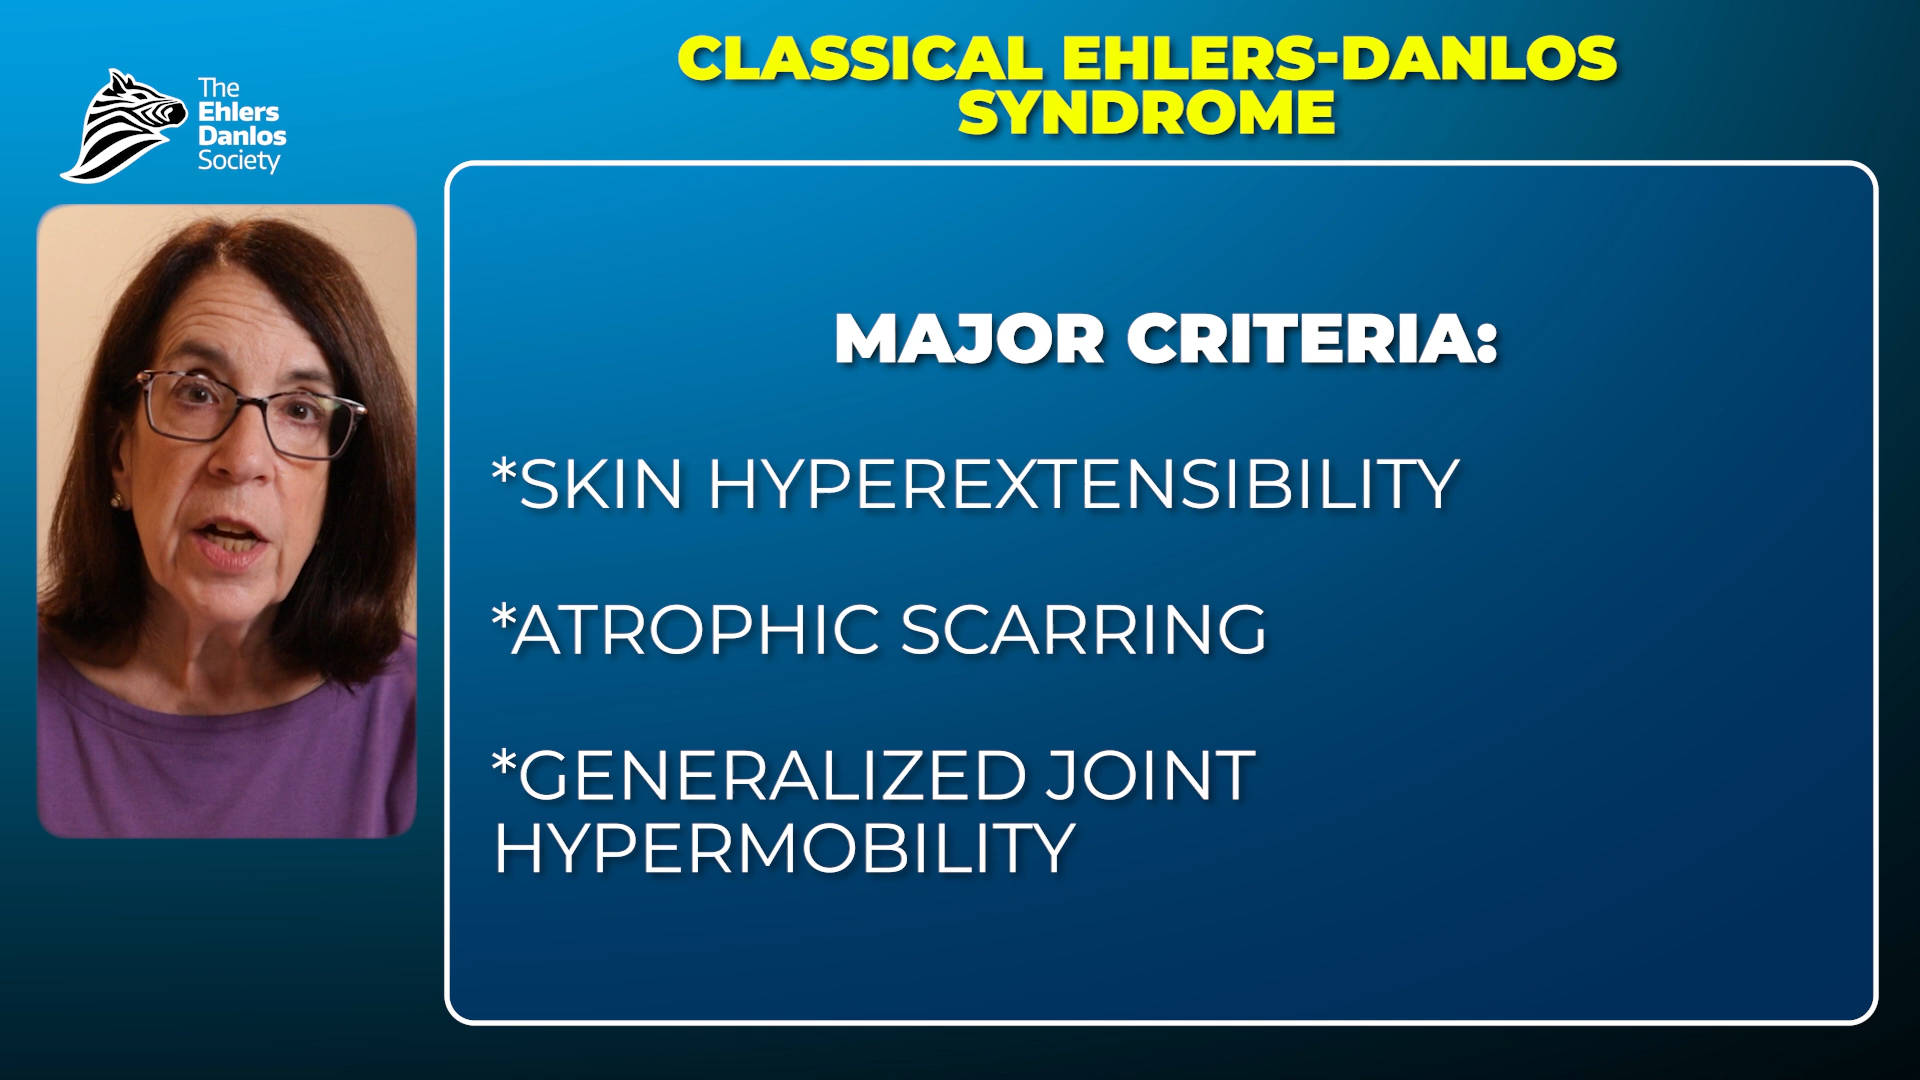 The
Ehlers
Danlos
Society
CLASSICAL EHLERS-DANLOS
SYNDROME
MAJOR CRITERIA:
*SKIN HYPEREXTENSIBILITY
*ATROPHIC SCARRING
*GENERALIZED JOINT
HYPERMOBILITY